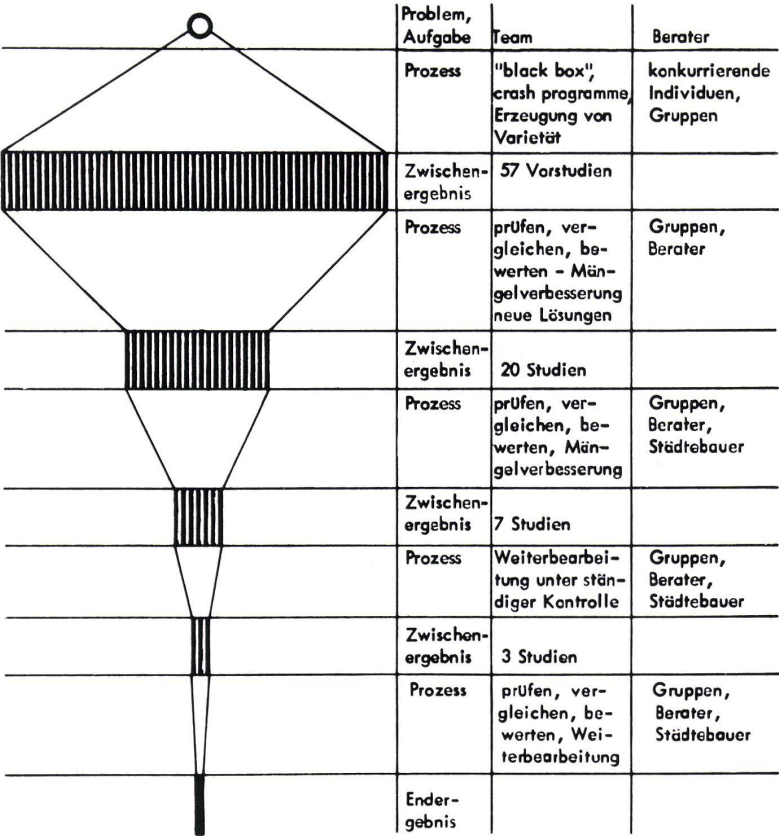 Problem,
Aufgabe Team Berater
Prozess "black box", konkurrierende
crash programme, Individuen,
Erzeugung von Gruppen
Varietät
Zwischen- 57 Vorstudien
ergebnis
Prozess prüfen, ver- Gruppen,
gleichen, be- Berater
werten - Män-
gelverbesserung
neue Lösungen
Zwischen-
ergebnis 20 Studien
Prozess prüfen, ver- Gruppen,
gleichen, be- Berater,
werten, Män- Städtebauer
gelverbesserung
Zwischen-
ergebnis 7 Studien
Prozess Weiterbearbei- Gruppen,
tung unter stän- Berater,
diger Kontrolle Städtebauer
Zwischen-
ergebnis 3 Studien
Prozess prüfen, ver- Gruppen,
gleichen, be- Berater,
werten, Wei- Städtebauer
terbearbeitung
Ender-
gebnis